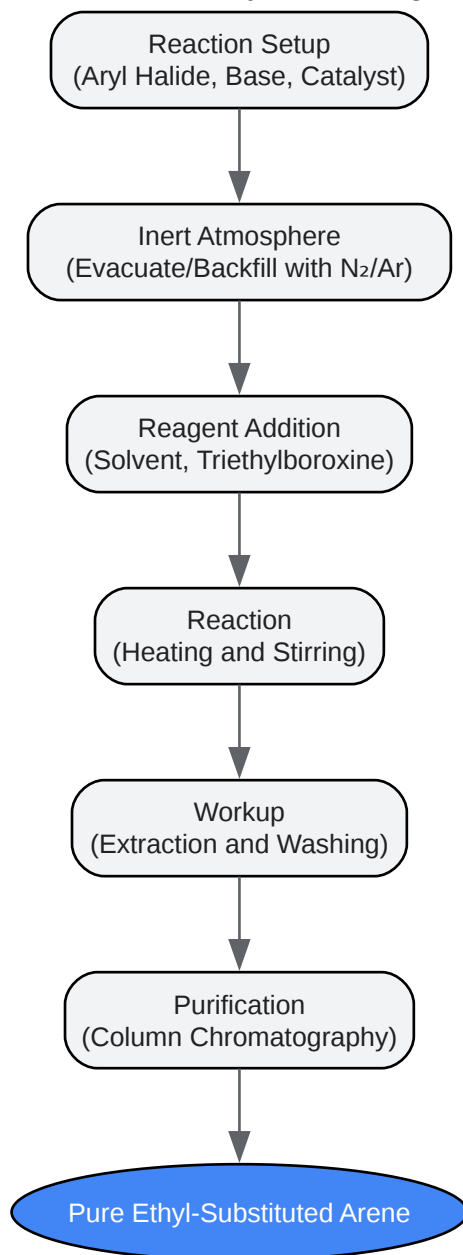 Reaction Setup
(Aryl Halide, Base, Catalyst)
Inert Atmosphere
(Evacuate/Backfill with N₂/Ar)
Reagent Addition
(Solvent, Triethylboroxine)
Reaction
(Heating and Stirring)
Workup
(Extraction and Washing)
Purification
(Column Chromatography)
Pure Ethyl-Substituted Arene